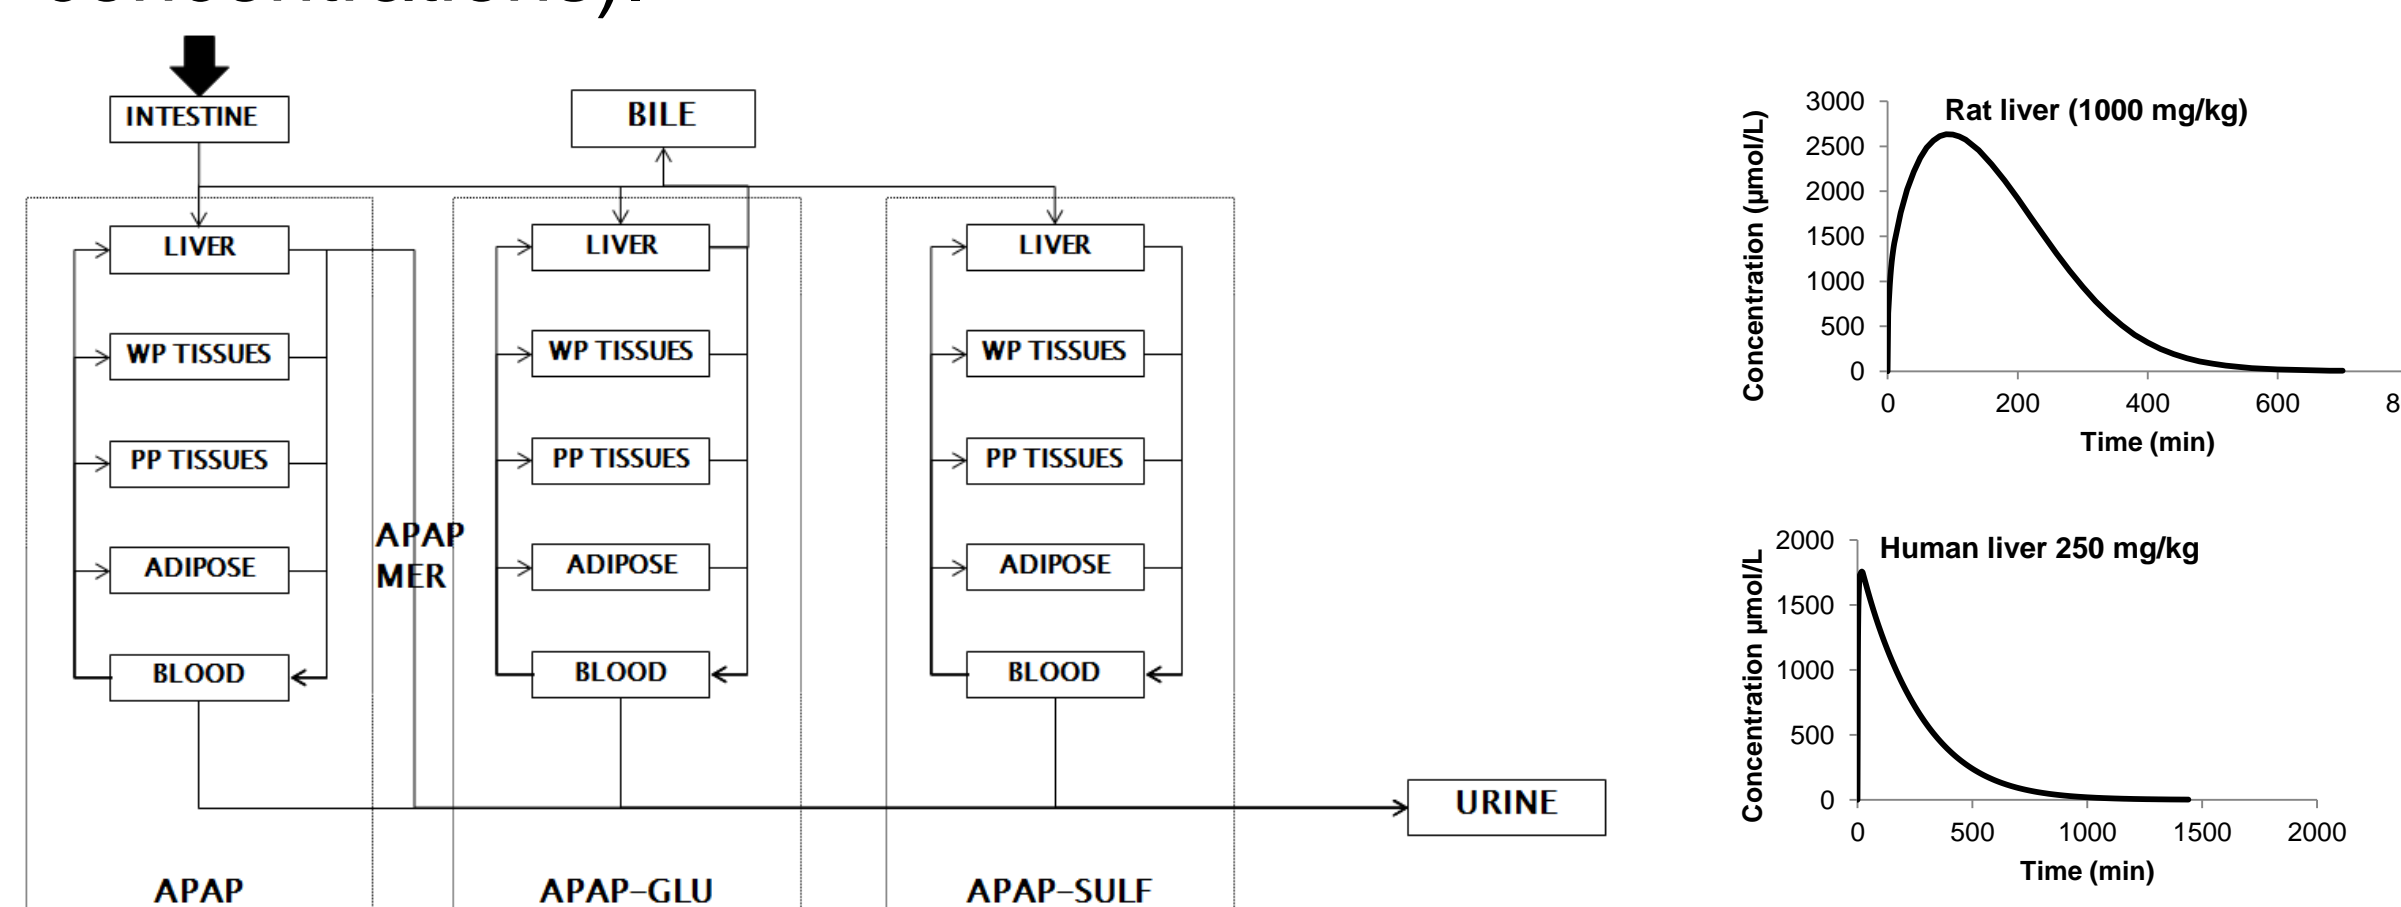 concentrations).
INTESTINE
BILE
LIVER
LIVER
LIVER
WP TISSUES
WP TISSUES
WP TISSUES
PP TISSUES
PP TISSUES
PP TISSUES
APAP
MER
ADIPOSE
ADIPOSE
ADIPOSE
BLOOD
BLOOD
BLOOD
URINE
APAP
APAP-GLU
APAP-SULF
Rat liver (1000 mg/kg)
Concentration (µmol/L)
3000
2500
2000
1500
1000
500
0
0 200 400 600 8
Time (min)
Human liver 250 mg/kg
Concentration µmol/L
2000
1500
1000
500
0
0 500 1000 1500 2000
Time (min)